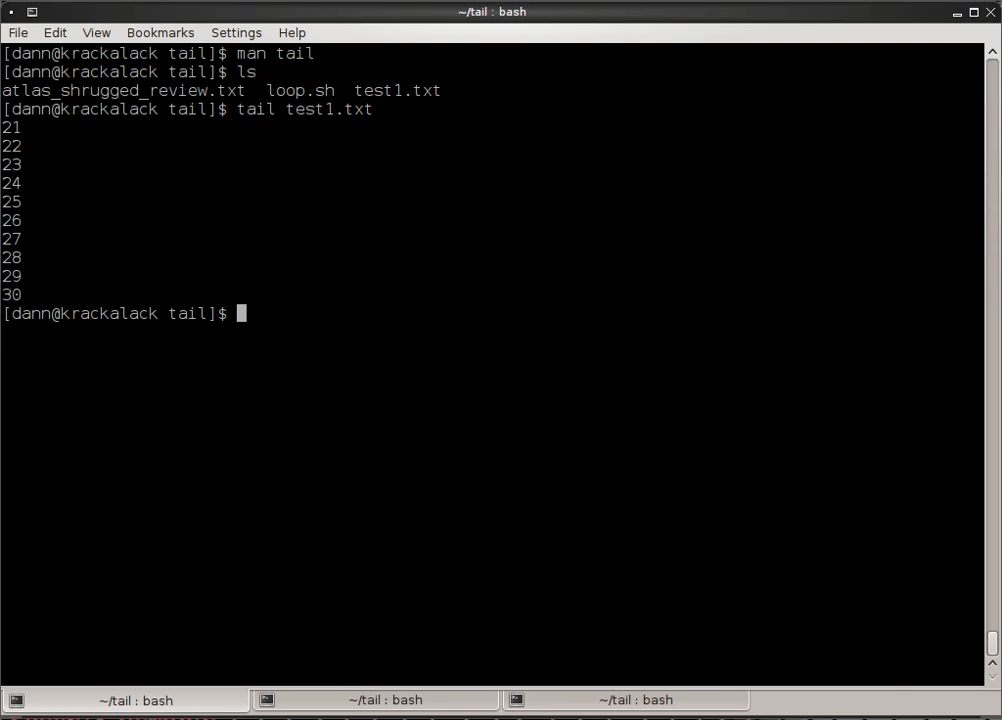 ~/tail : bash
File Edit View Bookmarks Settings Help
[dann@krackalack tail]$ man tail
[dann@krackalack tail]$ ls
atlas_shrugged_review.txt  loop.sh  test1.txt
[dann@krackalack tail]$ tail test1.txt
21
22
23
24
25
26
27
28
29
30
[dann@krackalack tail]$
~/tail : bash ~/tail : bash ~/tail : bash